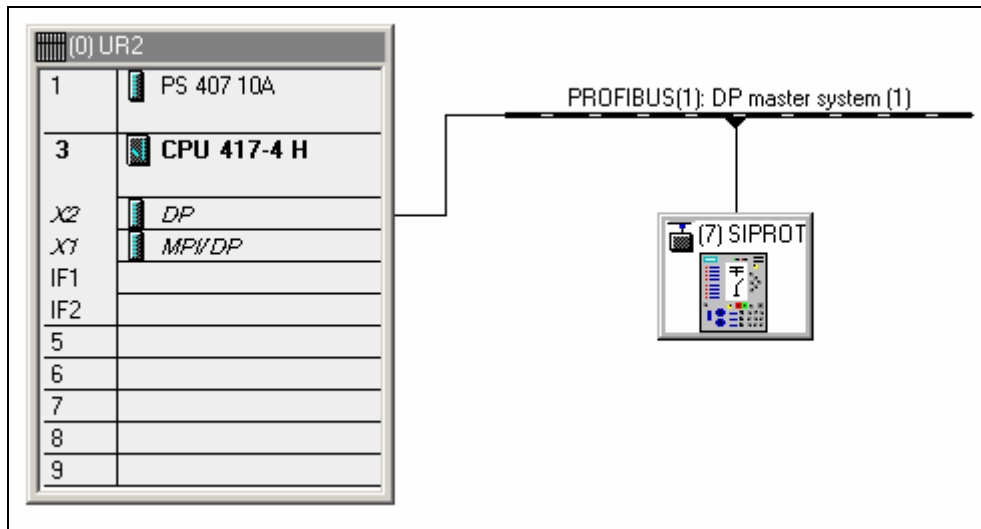 (0) UR2
1 PS 407 10A
3 CPU 417-4 H
X2 DP
X1 MPI/DP
IF1
IF2
5
6
7
8
9
PROFIBUS(1): DP master system (1)
(7) SIPROT